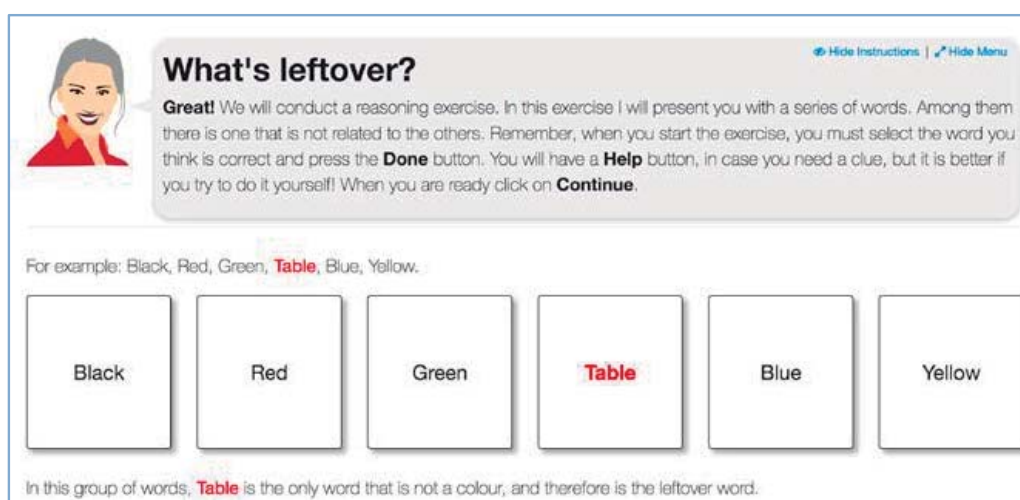 Hide Instructions | Hide Menu
What's leftover?
Great! We will conduct a reasoning exercise. In this exercise I will present you with a series of words. Among them
there is one that is not related to the others. Remember, when you start the exercise, you must select the word you
think is correct and press the Done button. You will have a Help button, in case you need a clue, but it is better if
you try to do it yourself! When you are ready click on Continue.
For example: Black, Red, Green, Table, Blue, Yellow.
Black Red Green Table Blue Yellow
In this group of words, Table is the only word that is not a colour, and therefore is the leftover word.